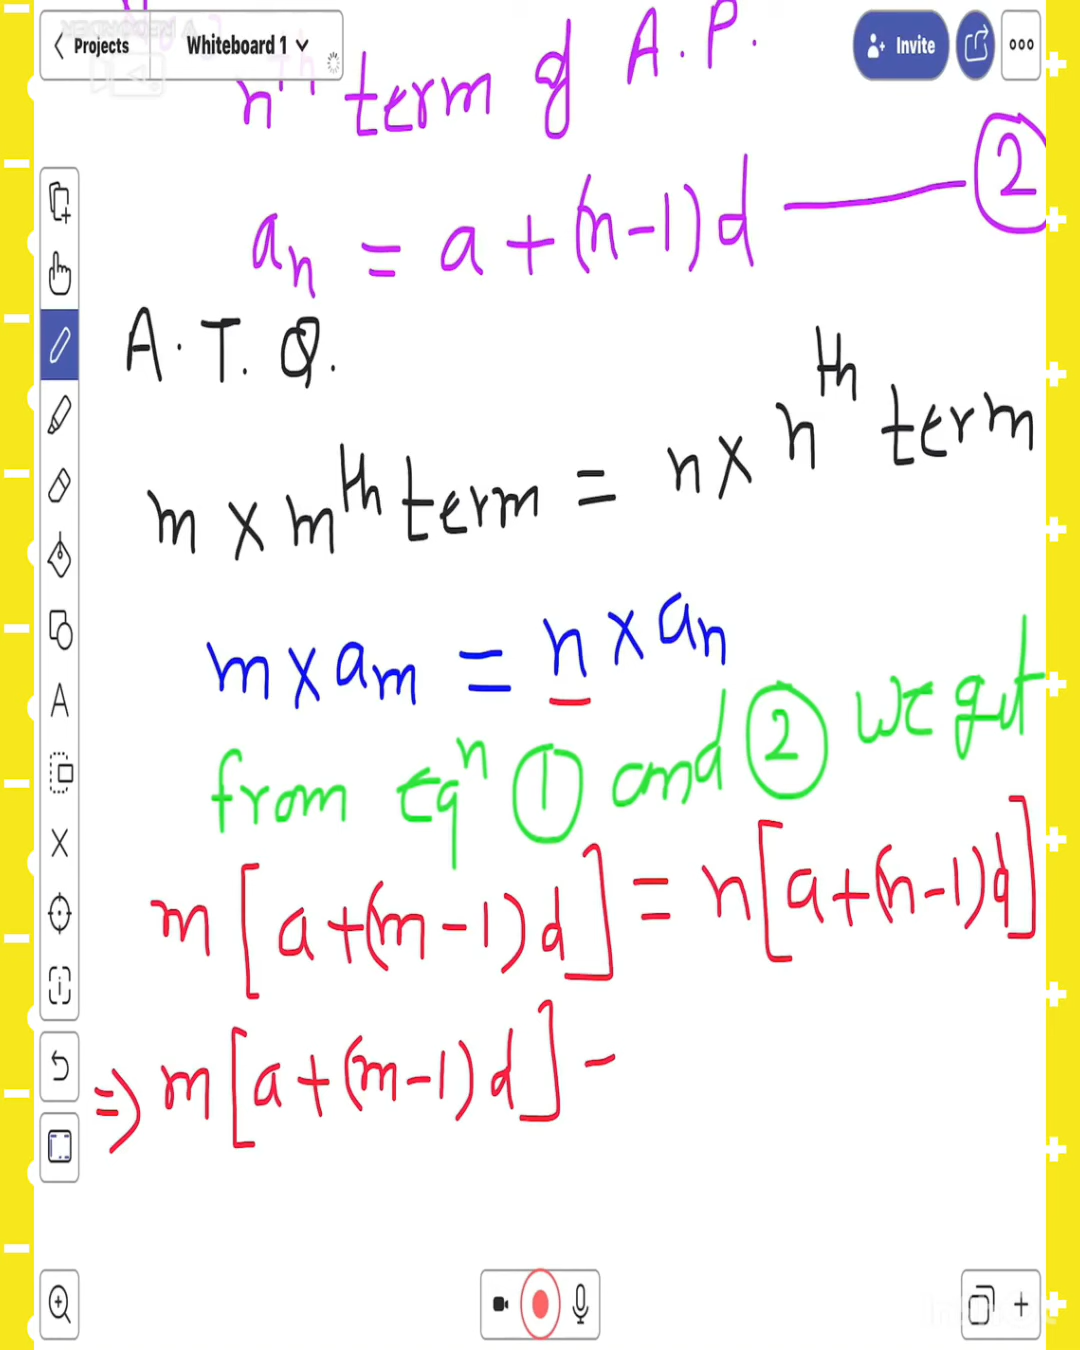 Projects Whiteboard 1 Invite
nth term of A.P.
an = a + (n-1)d —— 2
A.T.Q.
m x mth term = n x nth term
m x am = n x an
from eqn 1 and 2 we get
m[a+(m-1)d] = n[a+(n-1)d]
=> m[a+(m-1)d] -